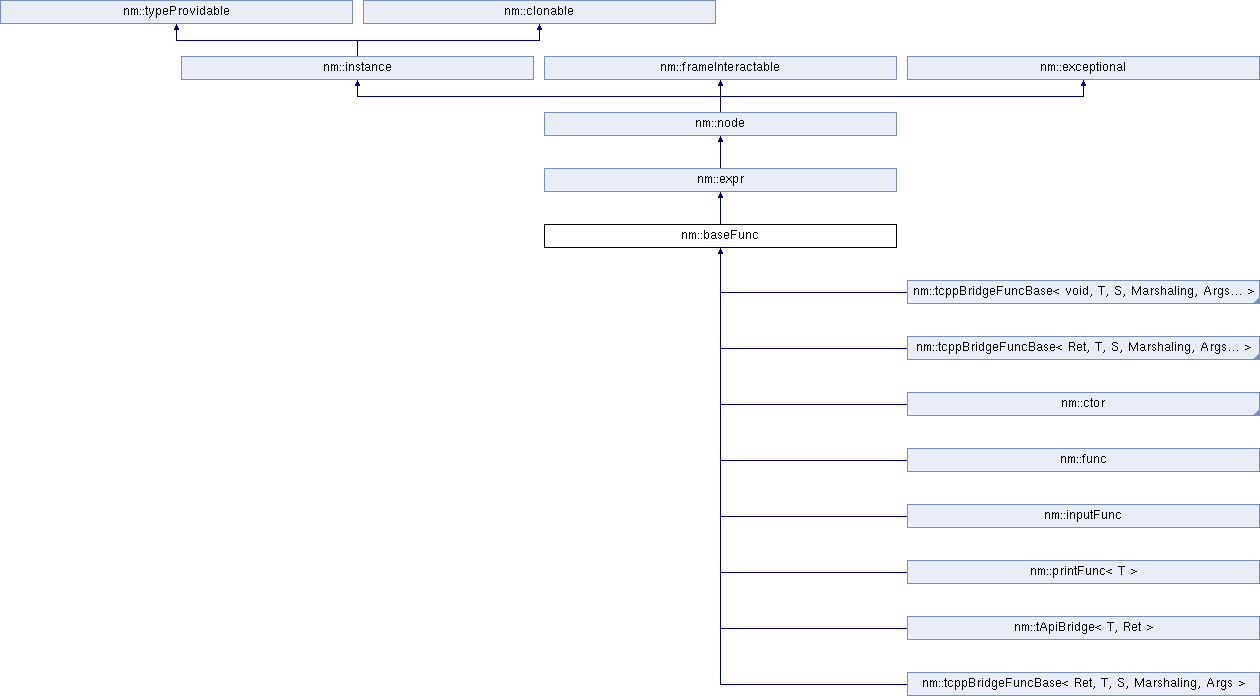 nm::typeProvidable
nm::clonable
nm::instance
nm::frameInteractable
nm::exceptional
nm::node
nm::expr
nm::baseFunc
nm::tcppBridgeFuncBase< void, T, S, Marshaling, Args... >
nm::tcppBridgeFuncBase< Ret, T, S, Marshaling, Args... >
nm::ctor
nm::func
nm::inputFunc
nm::printFunc< T >
nm::tApiBridge< T, Ret >
nm::tcppBridgeFuncBase< Ret, T, S, Marshaling, Args >